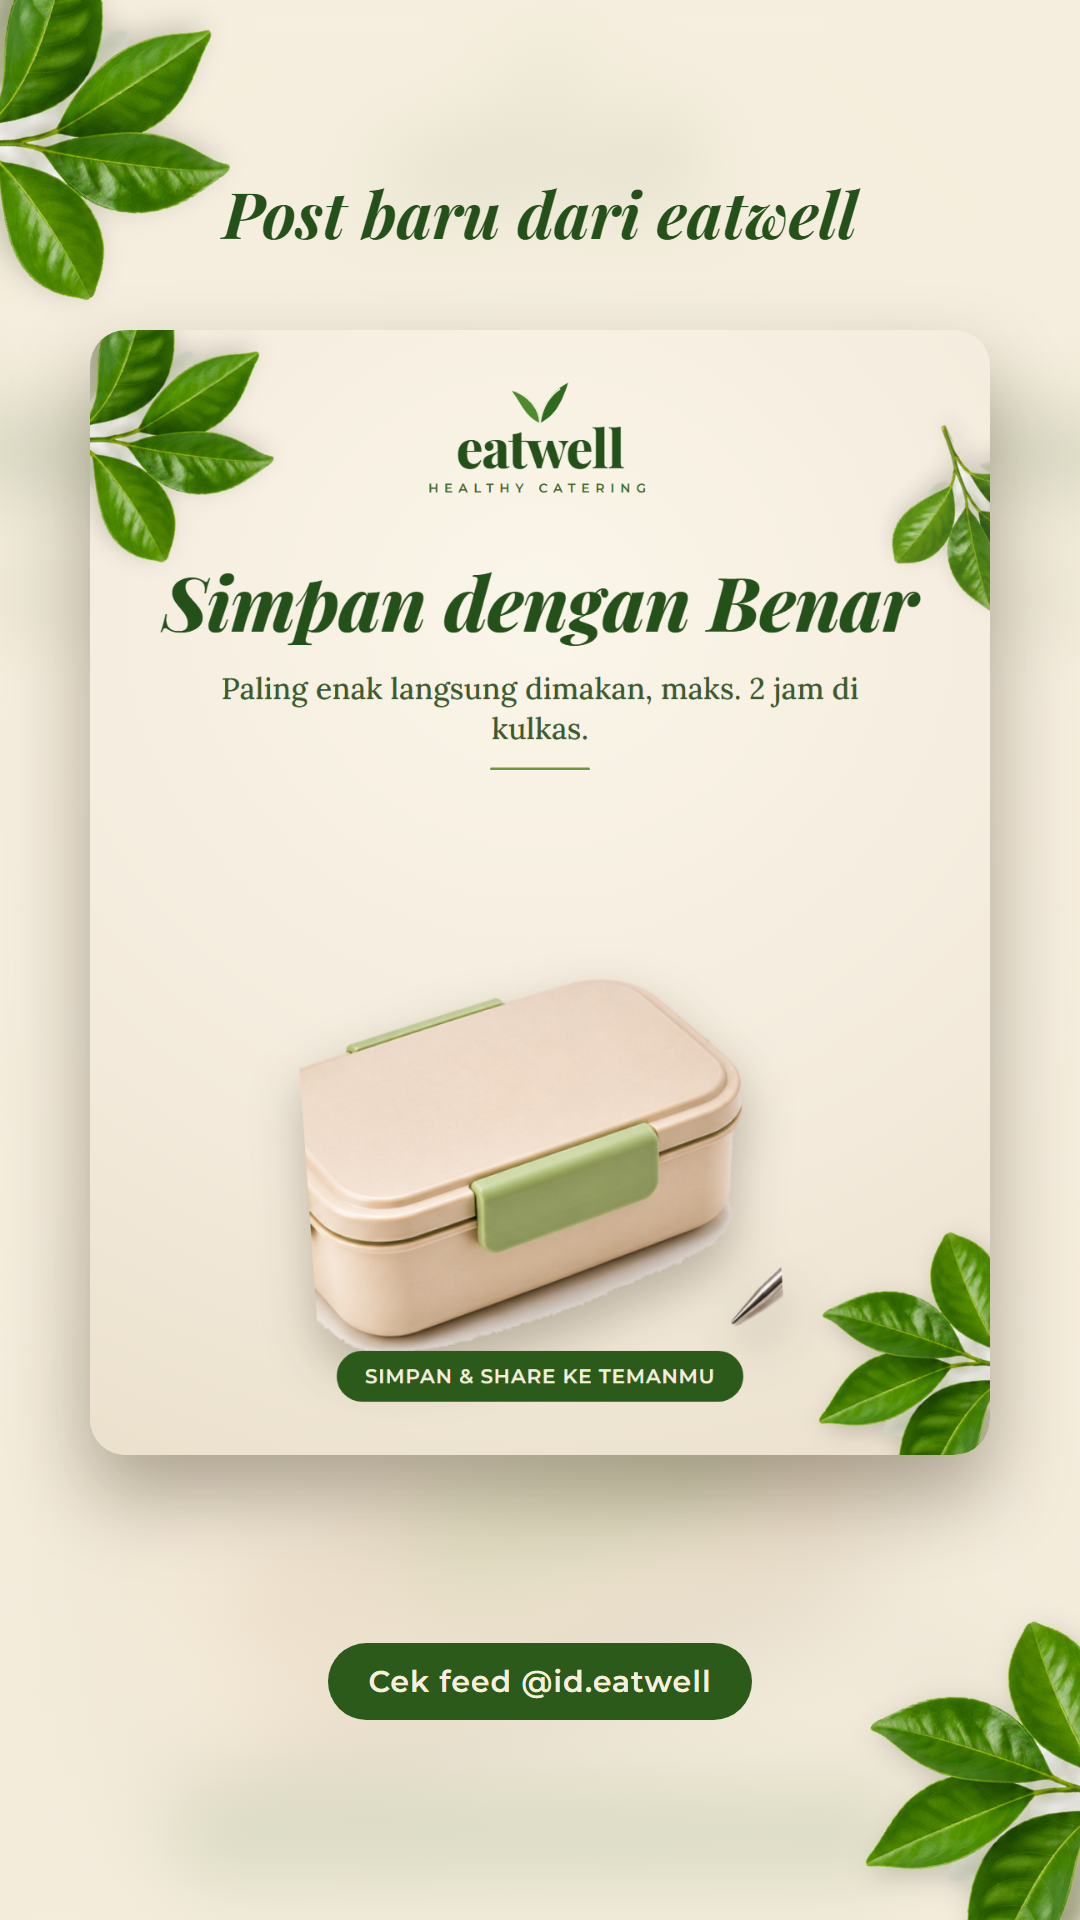 Post baru dari eatwell
eatwell
HEALTHY CATERING
Simpan dengan Benar
Paling enak langsung dimakan, maks. 2 jam di
kulkas.
SIMPAN & SHARE KE TEMANMU
Cek feed @id.eatwell